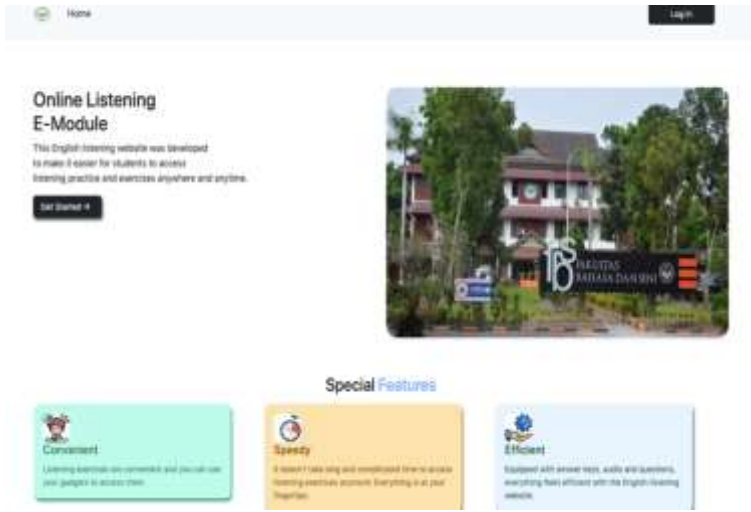 Home
Log In
Online Listening
E-Module
This English listening website was developed
to make it easier for students to access
listening practice and exercises anywhere and anytime.
Get Started →
FAKULTAS
BAHASA DAN SENI
Special Features
Convenient
Listening exercises are convenient and you can use
your gadgets to access them.
Speedy
It doesn't take long and complicated time to access
listening exercises Everything is at your
fingertips.
Efficient
Equipped with answer keys, audio and questions,
everything feels efficient with the English listening
website.